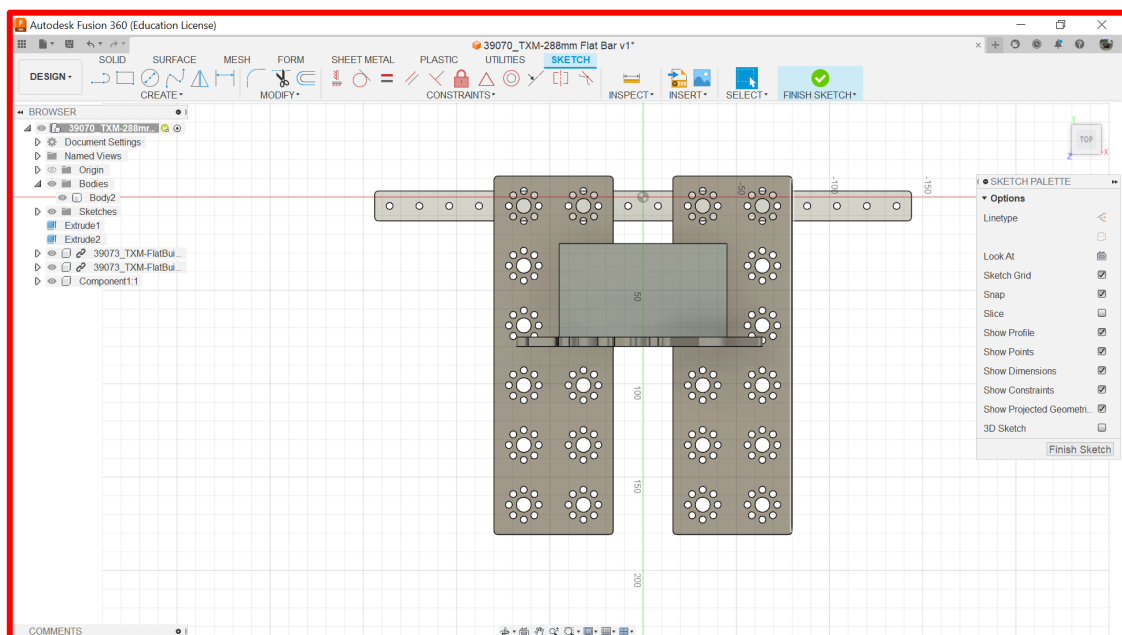 Autodesk Fusion 360 (Education License)
39070_TXM-288mm Flat Bar v1*
SOLID SURFACE MESH FORM SHEET METAL PLASTIC UTILITIES SKETCH
DESIGN
CREATE MODIFY CONSTRAINTS INSPECT INSERT SELECT FINISH SKETCH
BROWSER
39070_TXM-288mr...
Document Settings
Named Views
Origin
Bodies
Body2
Sketches
Extrude1
Extrude2
39073_TXM-FlatBui...
39073_TXM-FlatBui...
Component1:1
TOP
X
Z
-50
-100
-150
50
100
150
200
SKETCH PALETTE
Options
Linetype
Look At
Sketch Grid
Snap
Slice
Show Profile
Show Points
Show Dimensions
Show Constraints
Show Projected Geometri...
3D Sketch
Finish Sketch
COMMENTS